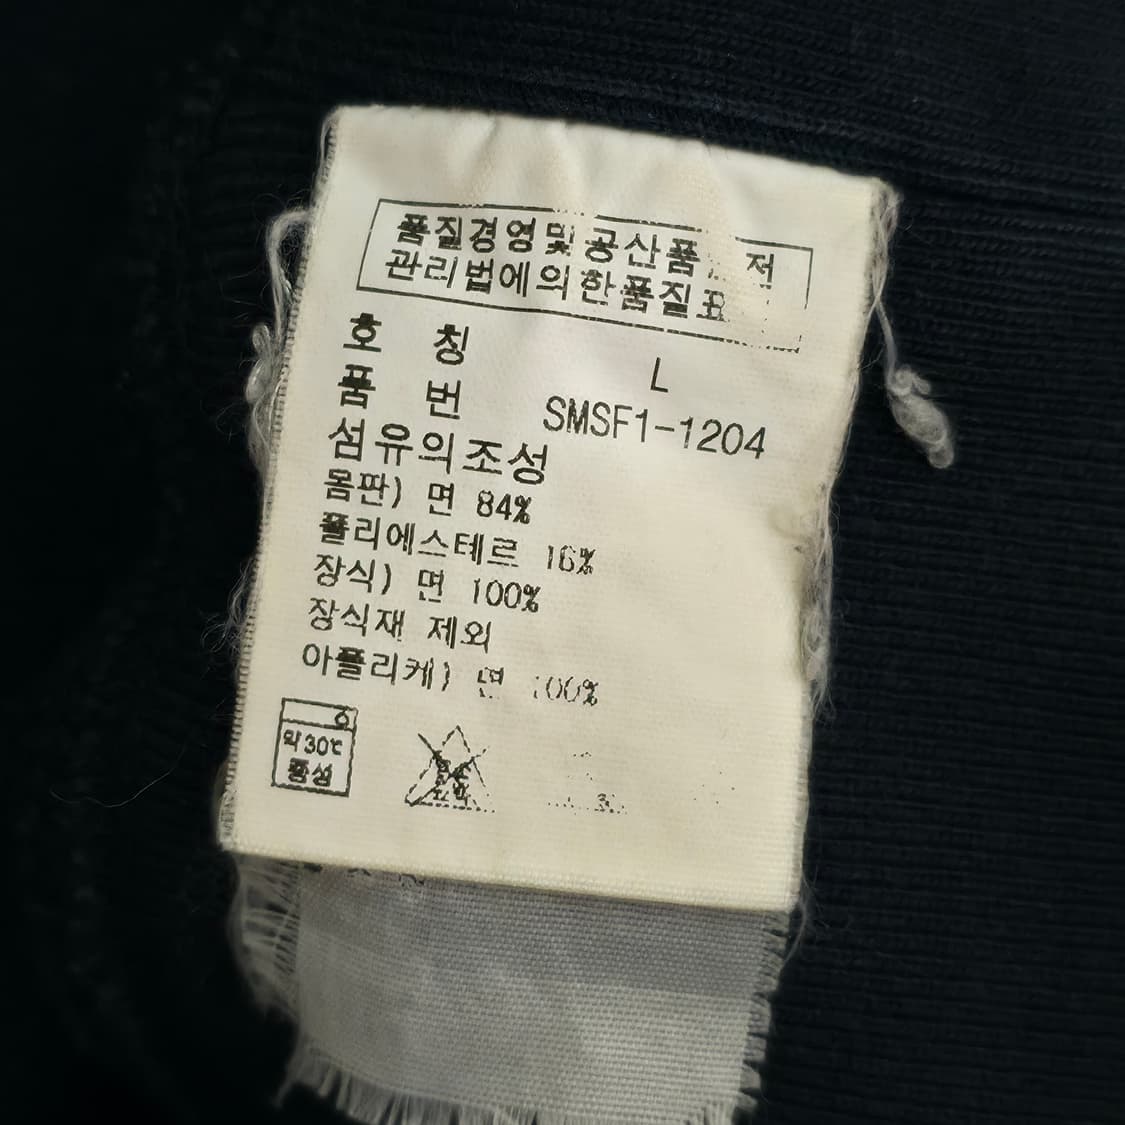 품질경영및공산품 전
관리법에의한품질표
호 칭 L
품 번 SMSF1-1204
섬유의조성
몸판) 면 84%
폴리에스테르 16%
장식) 면 100%
장식재 제외
아플리케) 면 100%
약30℃
중성